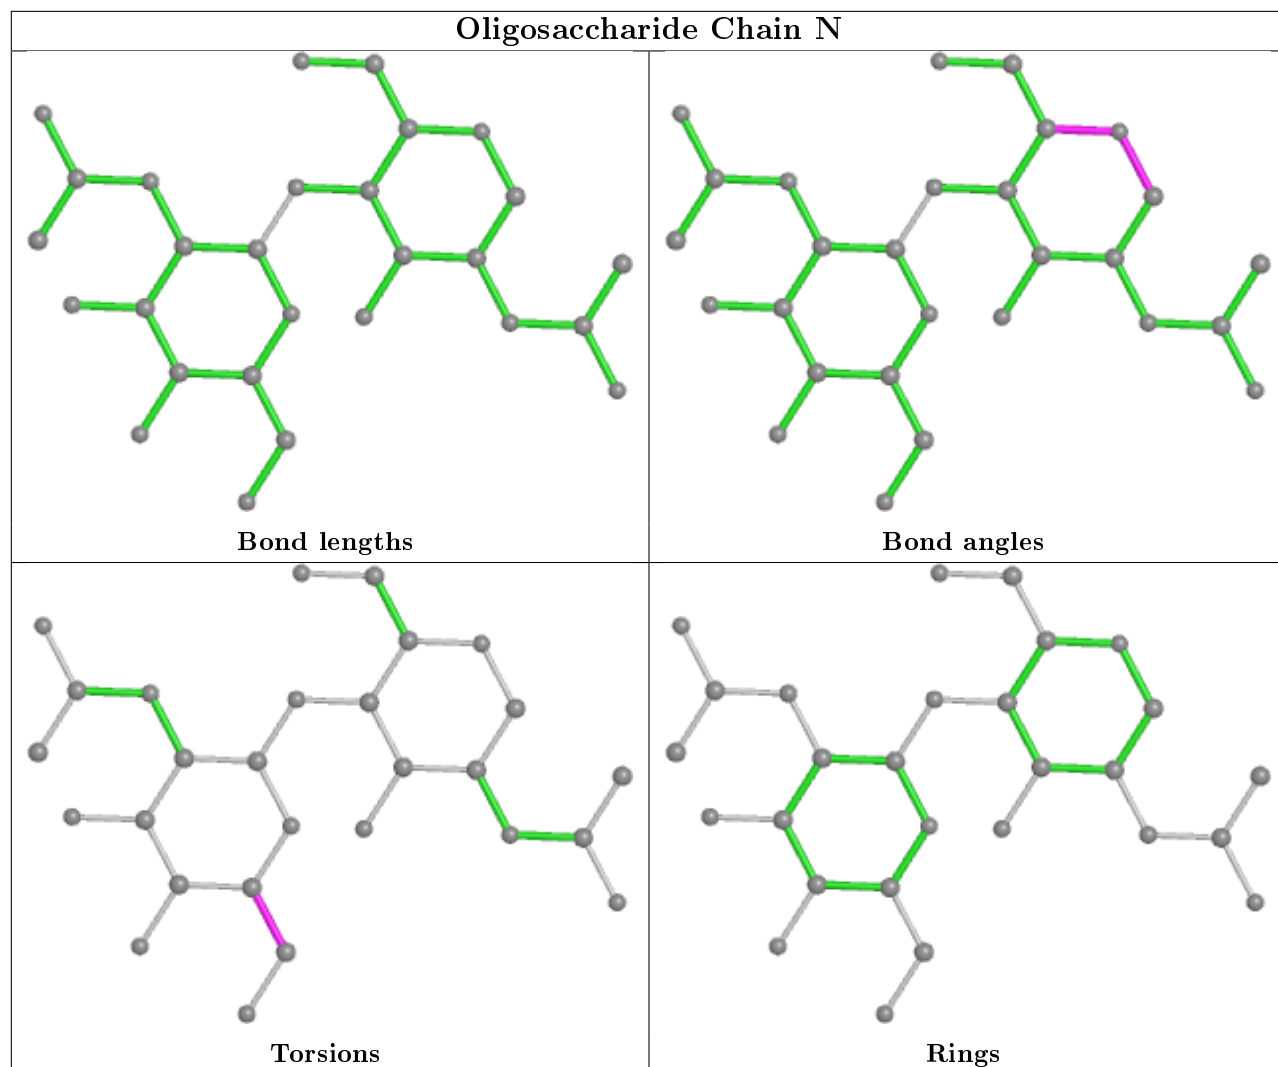 Oligosaccharide Chain N
Bond lengths
Bond angles
Torsions
Rings